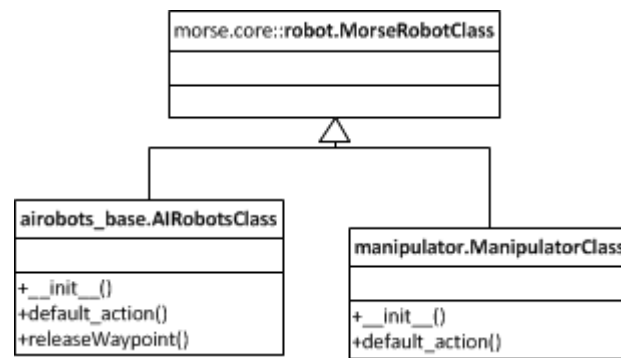 morse.core::robot.MorseRobotClass
airobots_base.AIRobotsClass
+__init__()
+default_action()
+releaseWaypoint()
manipulator.ManipulatorClass
+__init__()
+default_action()